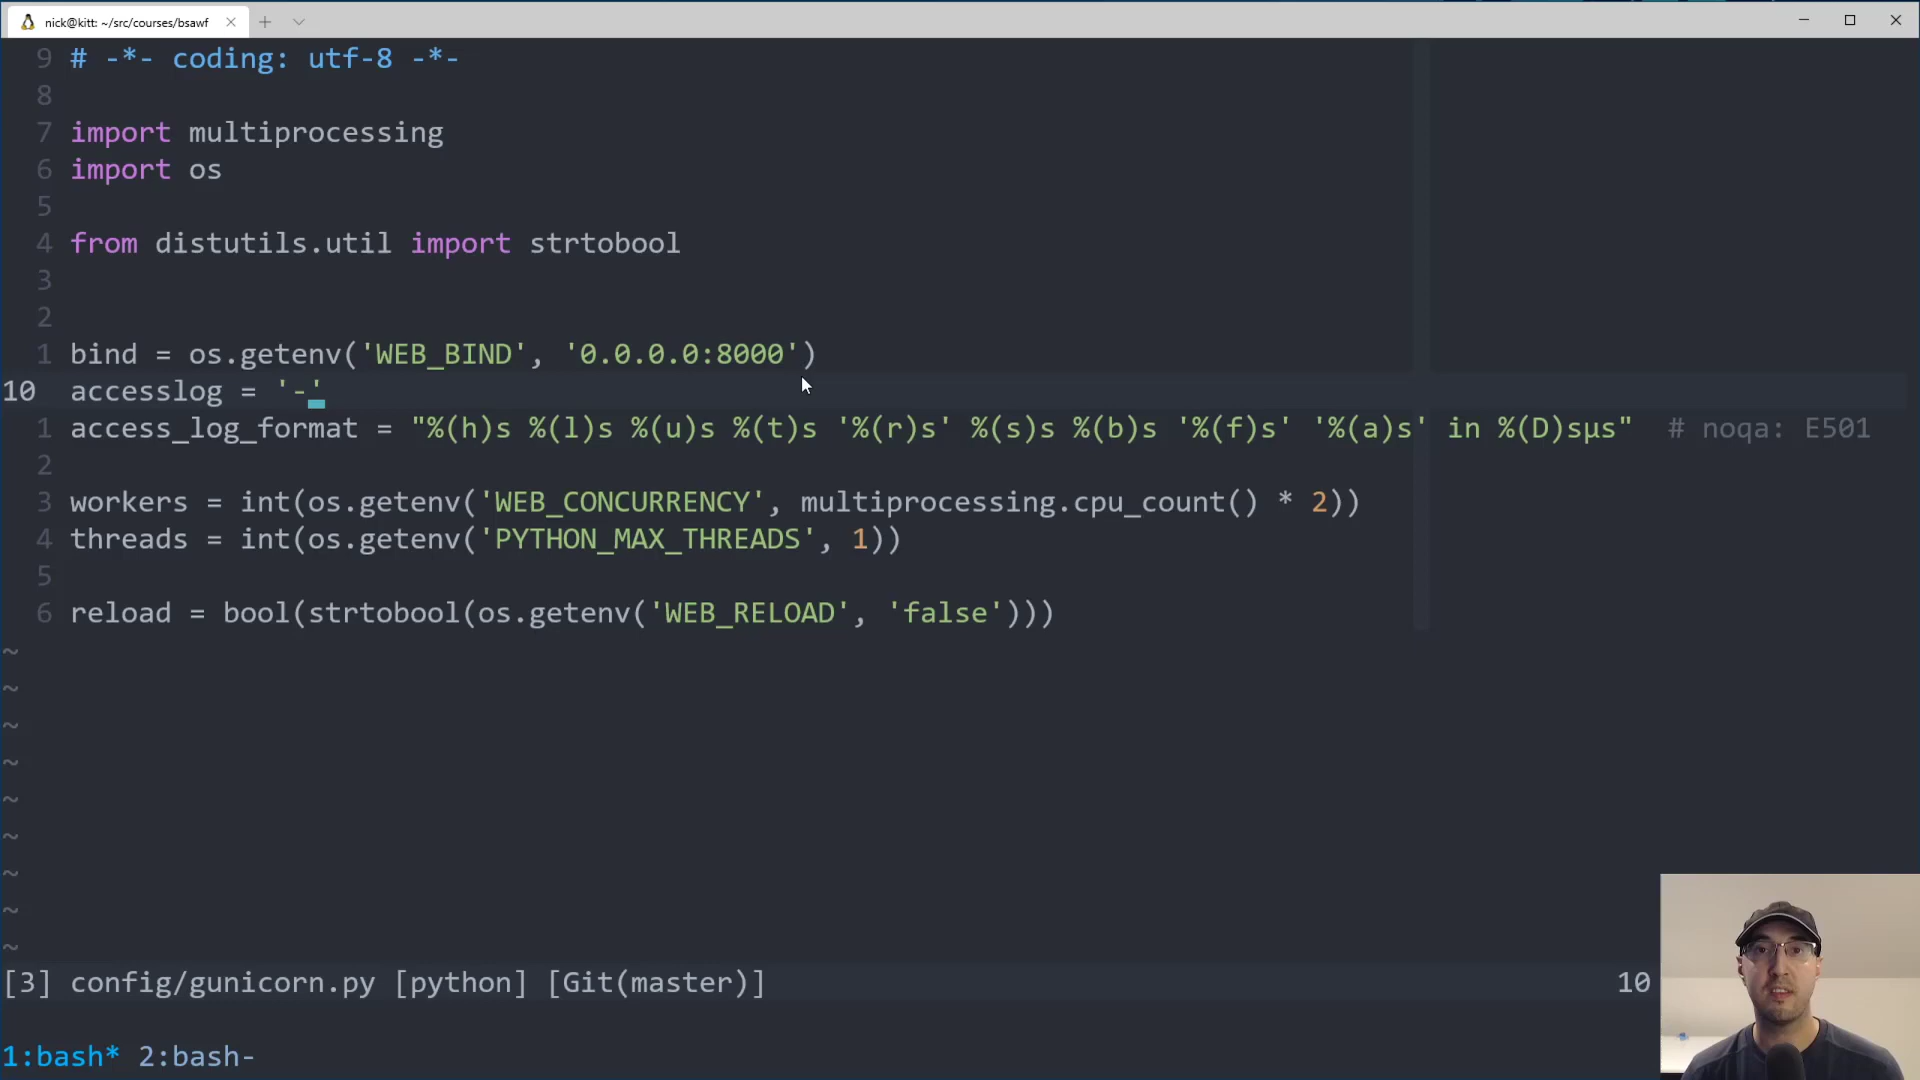 nick@kitt: ~/src/courses/bsawf
9 # -*- coding: utf-8 -*-
8
7 import multiprocessing
6 import os
5
4 from distutils.util import strtobool
3
2
1 bind = os.getenv('WEB_BIND', '0.0.0.0:8000')
10 accesslog = '-'
1 access_log_format = "%(h)s %(l)s %(u)s %(t)s '%(r)s' %(s)s %(b)s '%(f)s' '%(a)s' in %(D)sµs"  # noqa: E501
2
3 workers = int(os.getenv('WEB_CONCURRENCY', multiprocessing.cpu_count() * 2))
4 threads = int(os.getenv('PYTHON_MAX_THREADS', 1))
5
6 reload = bool(strtobool(os.getenv('WEB_RELOAD', 'false')))
~
~
~
~
~
~
~
~
~
[3] config/gunicorn.py [python] [Git(master)] 10
1:bash* 2:bash-